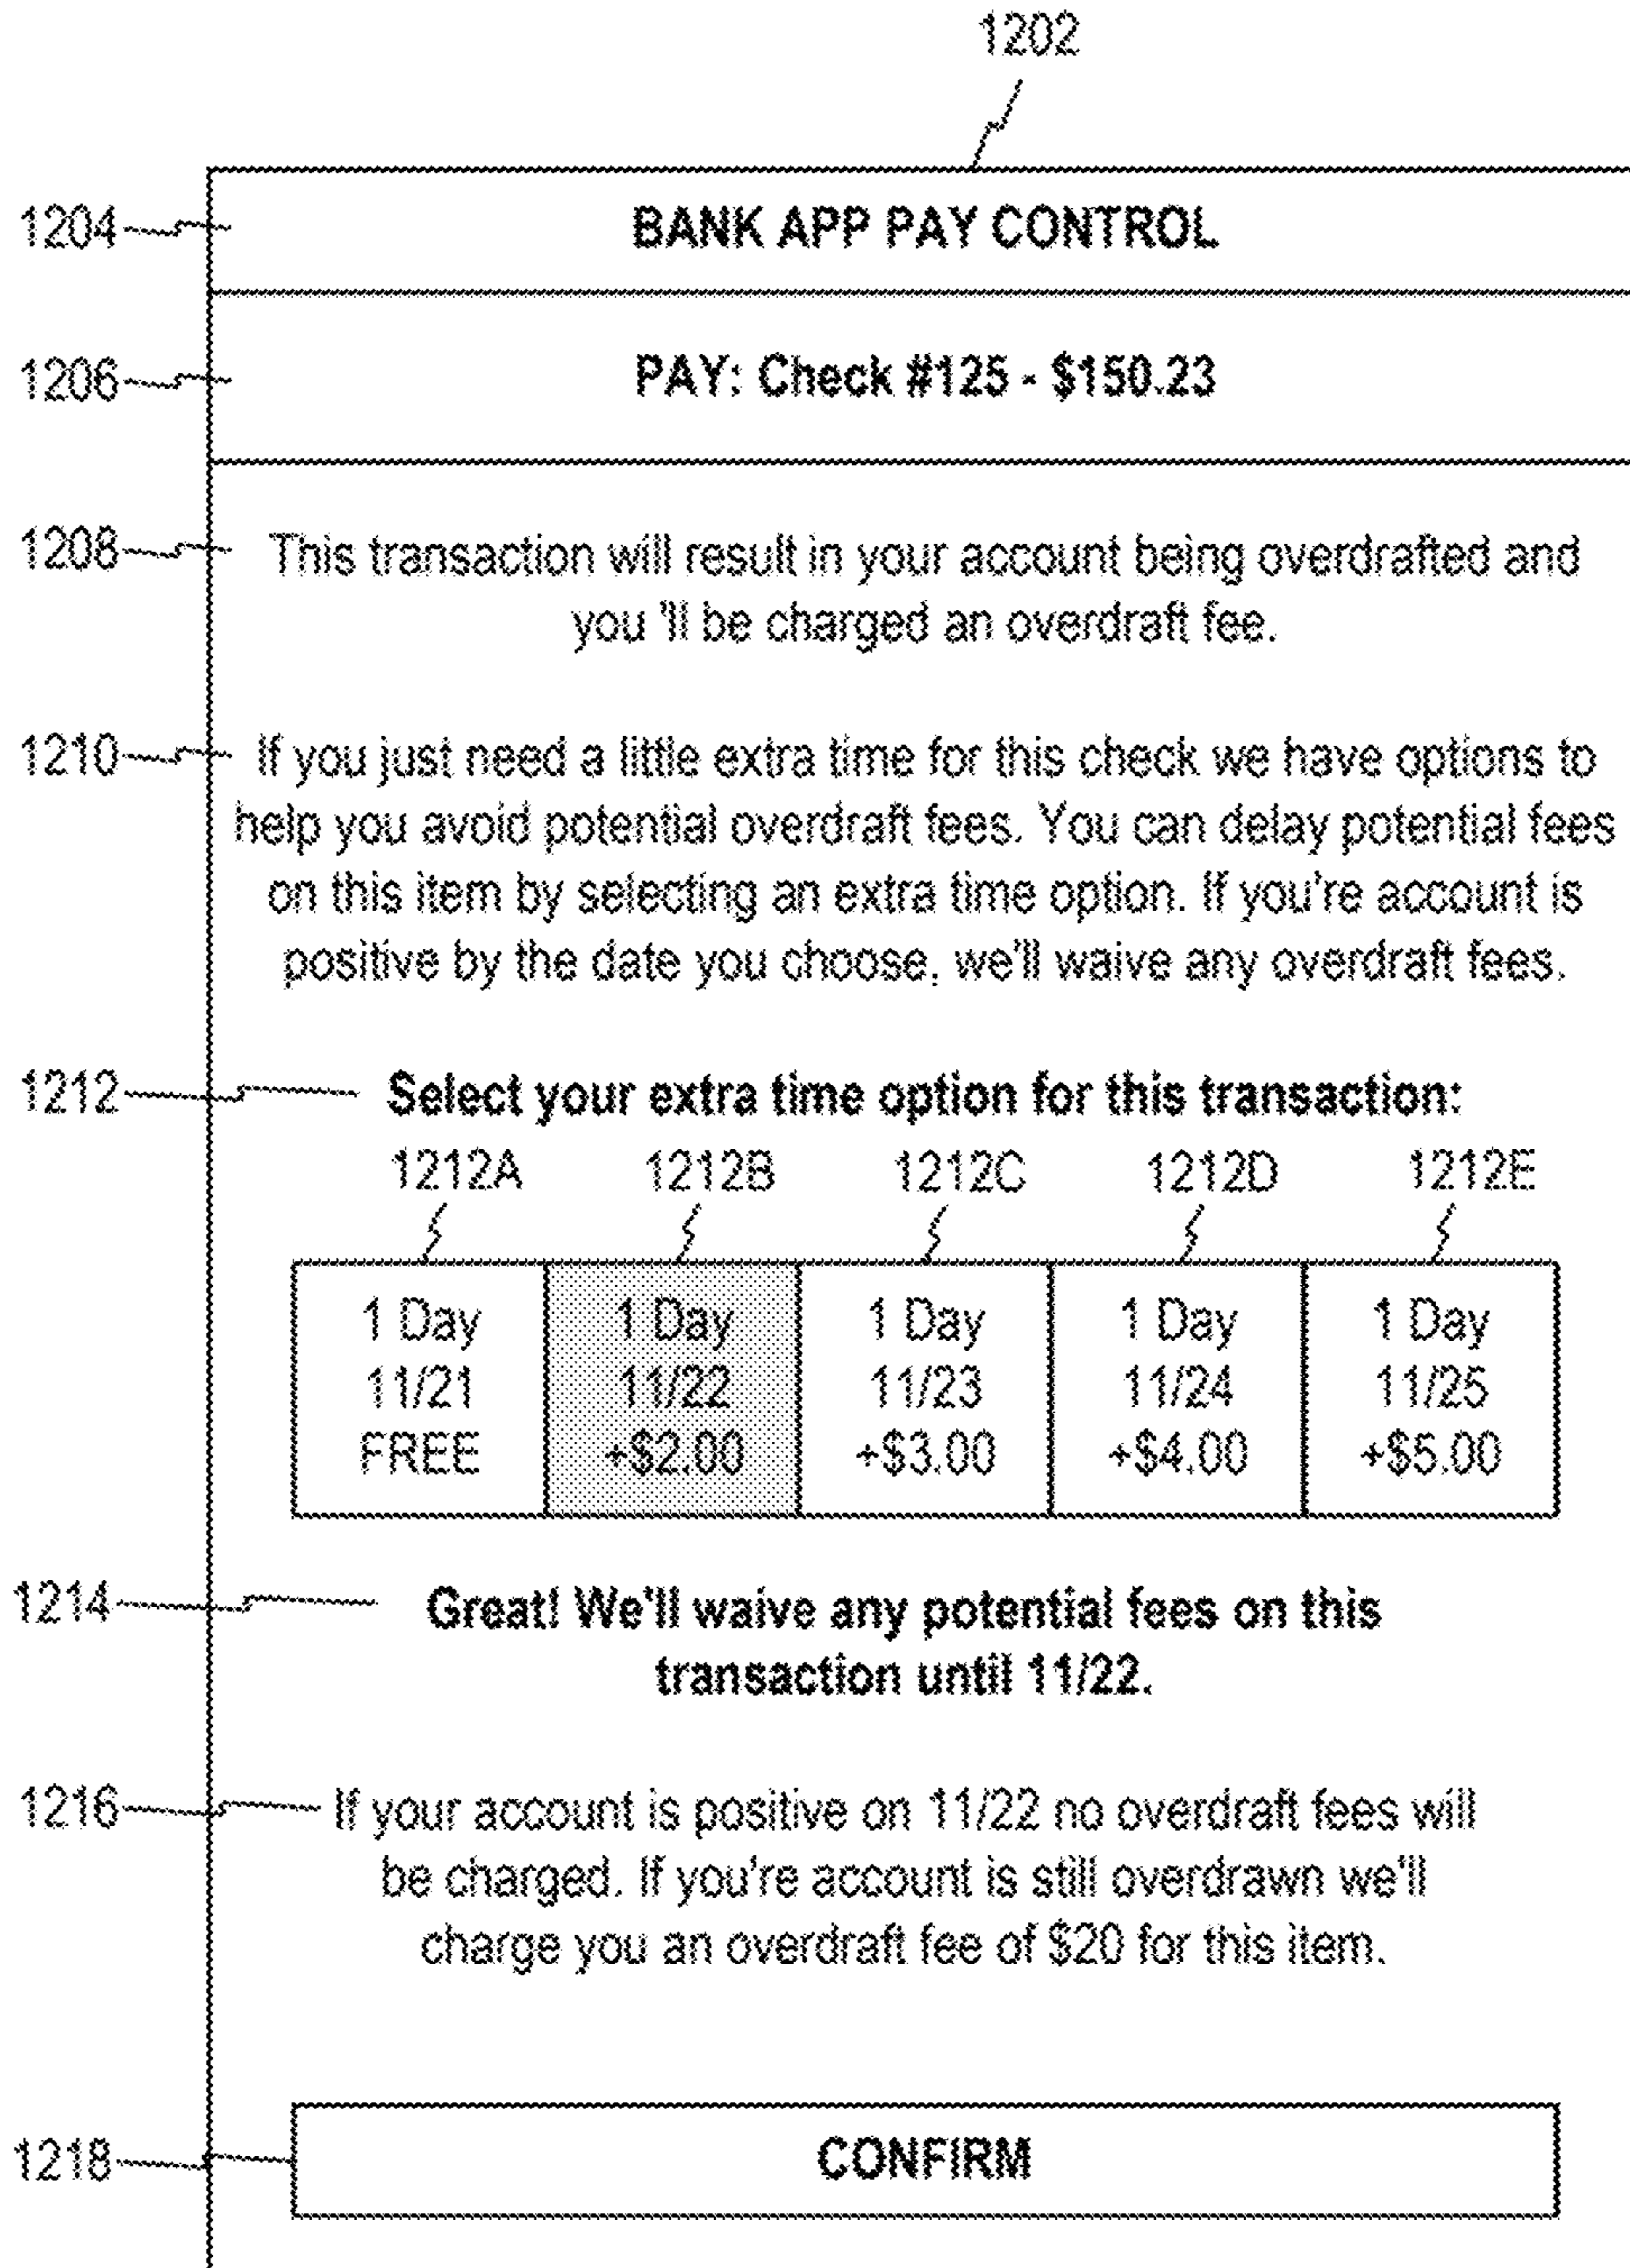 1202
1204 BANK APP PAY CONTROL
1206 PAY: Check #125 - $150.23
1208 This transaction will result in your account being overdrafted and
you 'll be charged an overdraft fee.
1210 If you just need a little extra time for this check we have options to
help you avoid potential overdraft fees. You can delay potential fees
on this item by selecting an extra time option. If you're account is
positive by the date you choose, we'll waive any overdraft fees.
1212 Select your extra time option for this transaction:
1212A 1212B 1212C 1212D 1212E
1 Day 1 Day 1 Day 1 Day 1 Day
11/21 11/22 11/23 11/24 11/25
FREE +$2.00 +$3.00 +$4.00 +$5.00
1214 Great! We'll waive any potential fees on this
transaction until 11/22.
1216 If your account is positive on 11/22 no overdraft fees will
be charged. If you're account is still overdrawn we'll
charge you an overdraft fee of $20 for this item.
1218 CONFIRM